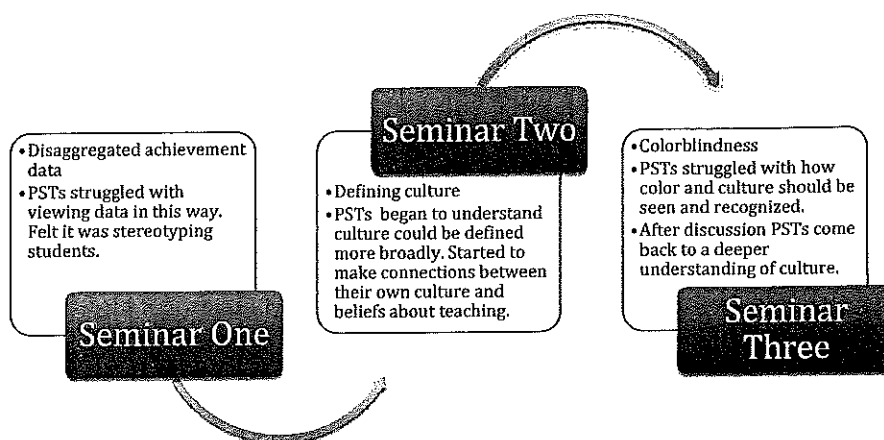 •Disaggregated achievement
data
•PSTs struggled with
viewing data in this way.
Felt it was stereotyping
students.
Seminar One
Seminar Two
•Defining culture
•PSTs began to understand
culture could be defined
more broadly. Started to
make connections between
their own culture and
beliefs about teaching.
•Colorblindness
•PSTs struggled with how
color and culture should be
seen and recognized.
•After discussion PSTs come
back to a deeper
understanding of culture.
Seminar
Three